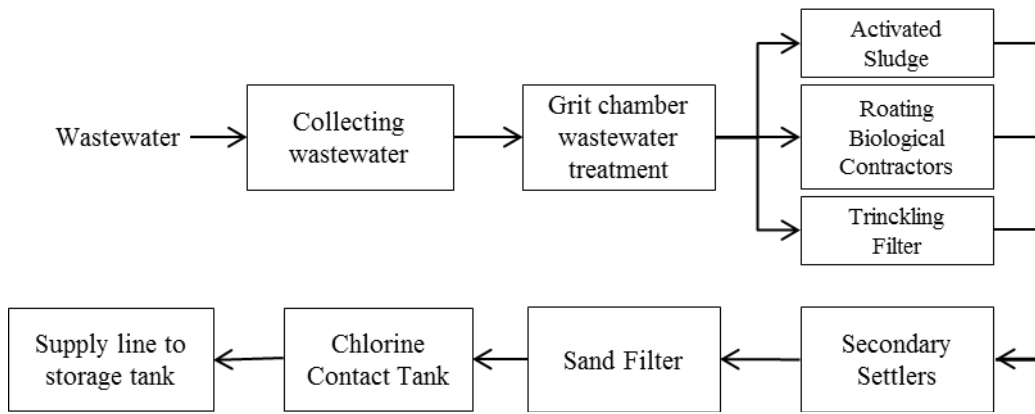 Wastewater
Collecting
wastewater
Grit chamber
wastewater
treatment
Activated
Sludge
Roating
Biological
Contractors
Trinckling
Filter
Supply line to
storage tank
Chlorine
Contact Tank
Sand Filter
Secondary
Settlers